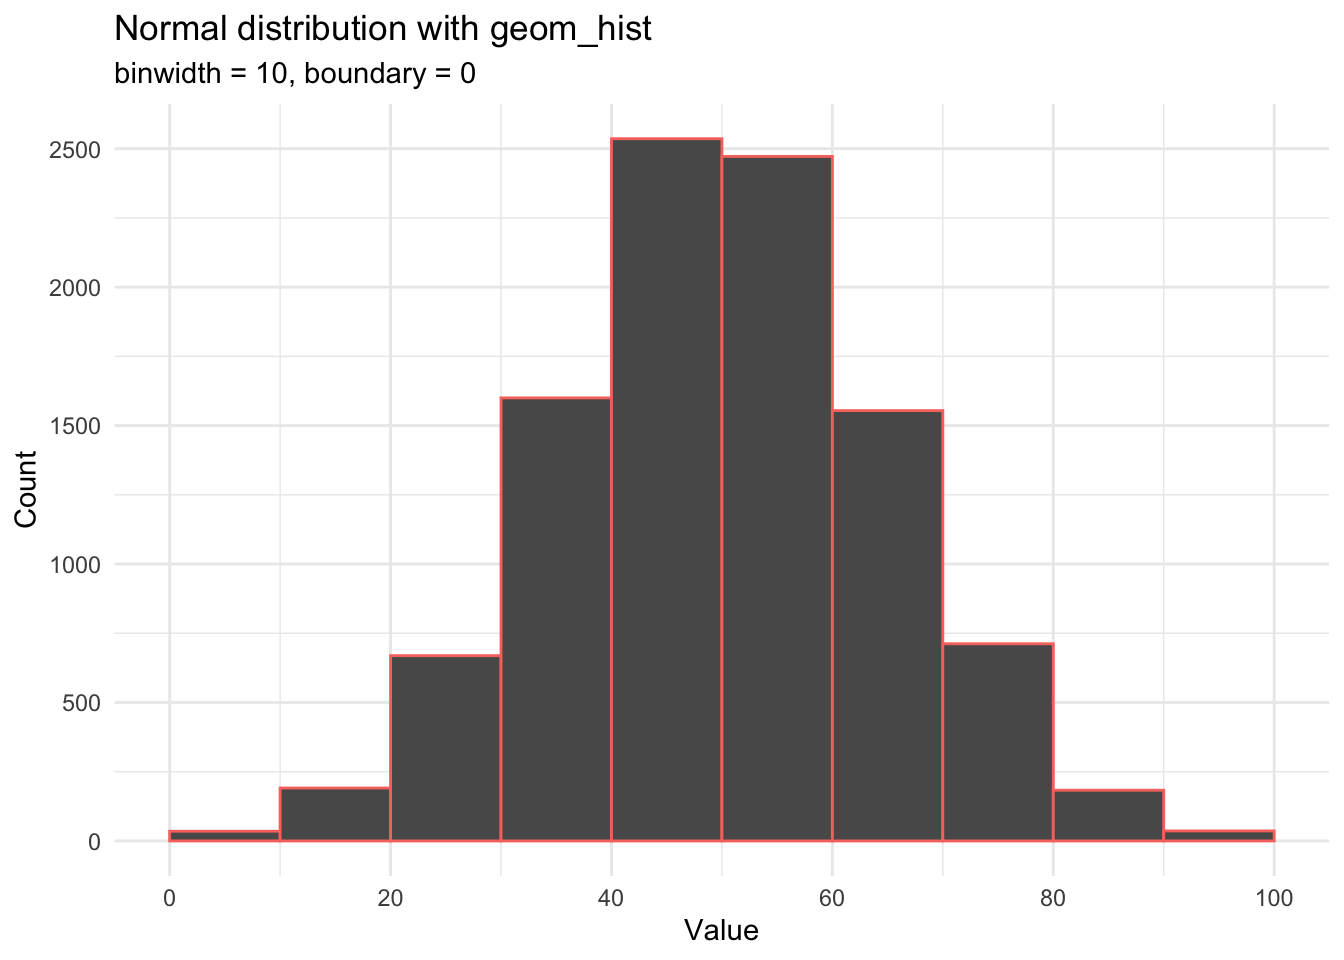 Normal distribution with geom_hist
binwidth = 10, boundary = 0
2500
2000
1500
1000
500
0
Count
0 20 40 60 80 100
Value